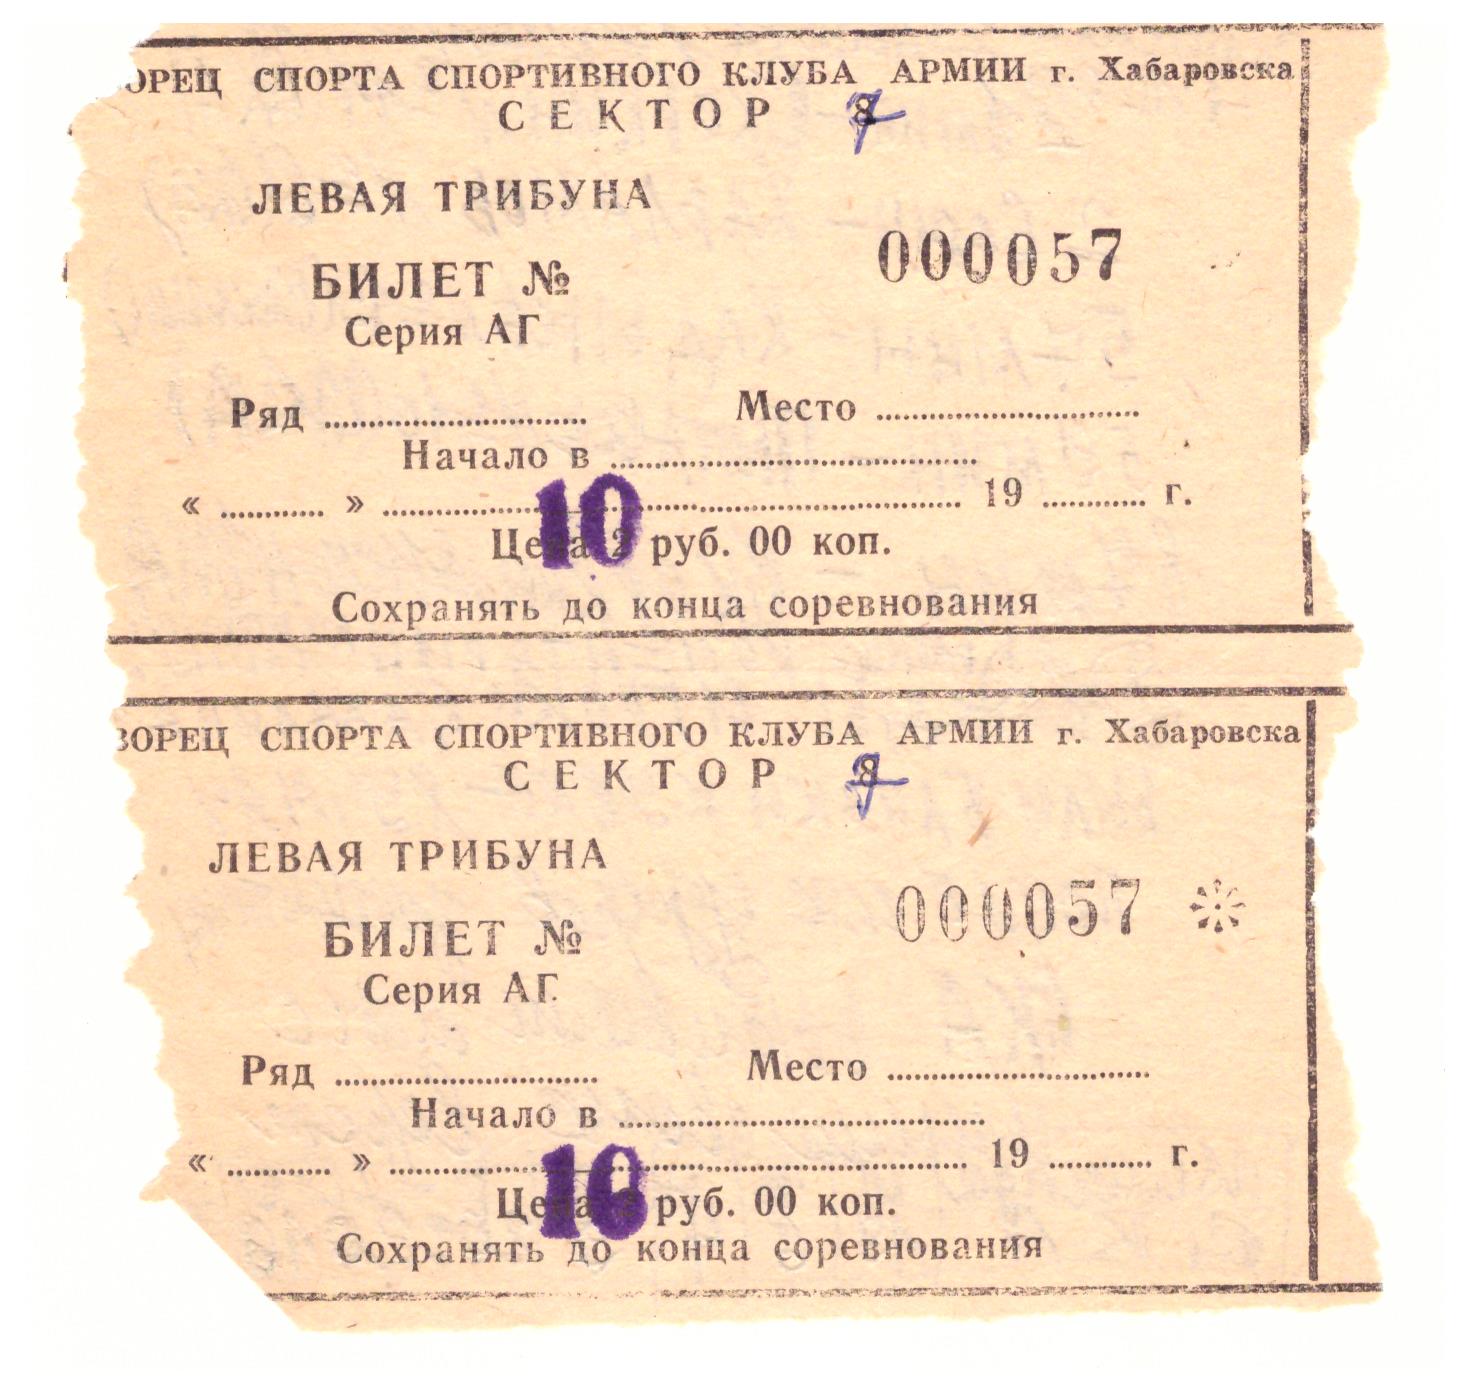 ОРЕЦ СПОРТА СПОРТИВНОГО КЛУБА АРМИИ г. Хабаровска
СЕКТОР 7
ЛЕВАЯ ТРИБУНА
000057
БИЛЕТ №
Серия АГ
Ряд .............................. Место ..............................
Начало в ..........................................
« ............ » .................................................................. 19 ............ г.
10
Цена 2 руб. 00 коп.
Сохранять до конца соревнования
ВОРЕЦ СПОРТА СПОРТИВНОГО КЛУБА АРМИИ г. Хабаровска
СЕКТОР 7
ЛЕВАЯ ТРИБУНА
000057
БИЛЕТ №
Серия АГ.
Ряд .............................. Место ..............................
Начало в ..........................................
« ............ » .................................................................. 19 ............ г.
10
Цена 2 руб. 00 коп.
Сохранять до конца соревнования